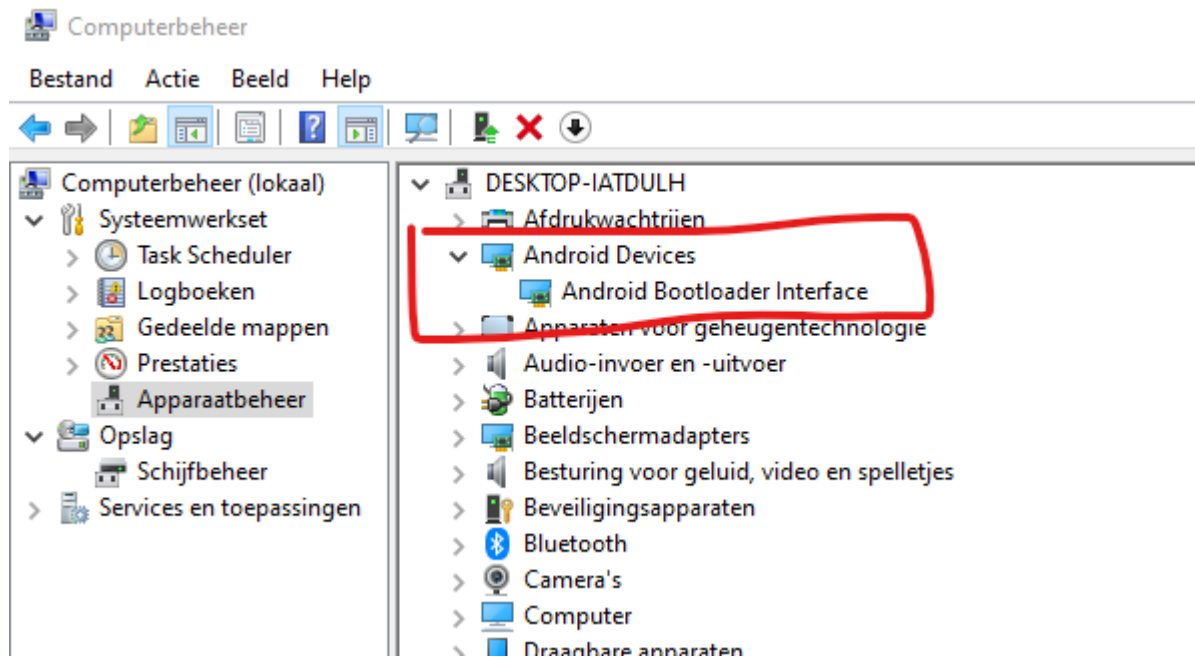 Computerbeheer
Bestand Actie Beeld Help
Computerbeheer (lokaal)
Systeemwerkset
Task Scheduler
Logboeken
Gedeelde mappen
Prestaties
Apparaatbeheer
Opslag
Schijfbeheer
Services en toepassingen
DESKTOP-IATDULH
Afdrukwachtrijen
Android Devices
Android Bootloader Interface
Apparaten voor geheugentechnologie
Audio-invoer en -uitvoer
Batterijen
Beeldschermadapters
Besturing voor geluid, video en spelletjes
Beveiligingsapparaten
Bluetooth
Camera's
Computer
Draagbare apparaten